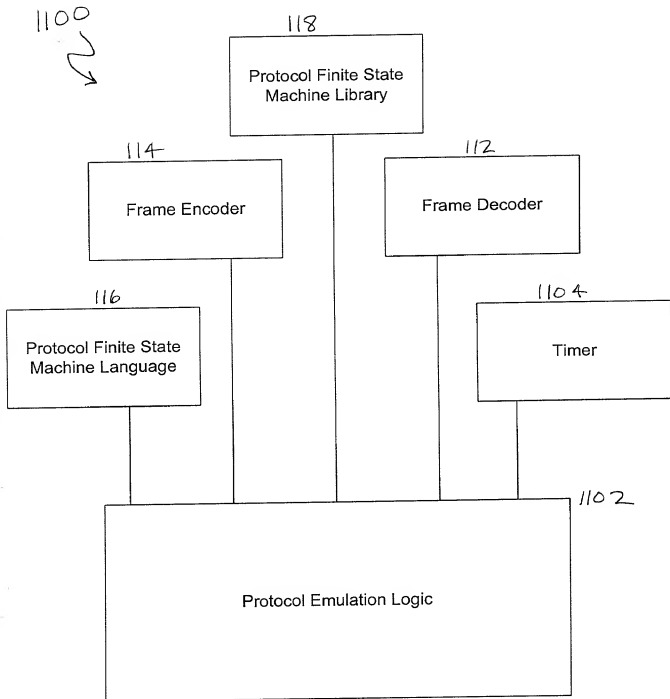 1100
118
Protocol Finite State
Machine Library
114
Frame Encoder
112
Frame Decoder
116
Protocol Finite State
Machine Language
1104
Timer
1102
Protocol Emulation Logic